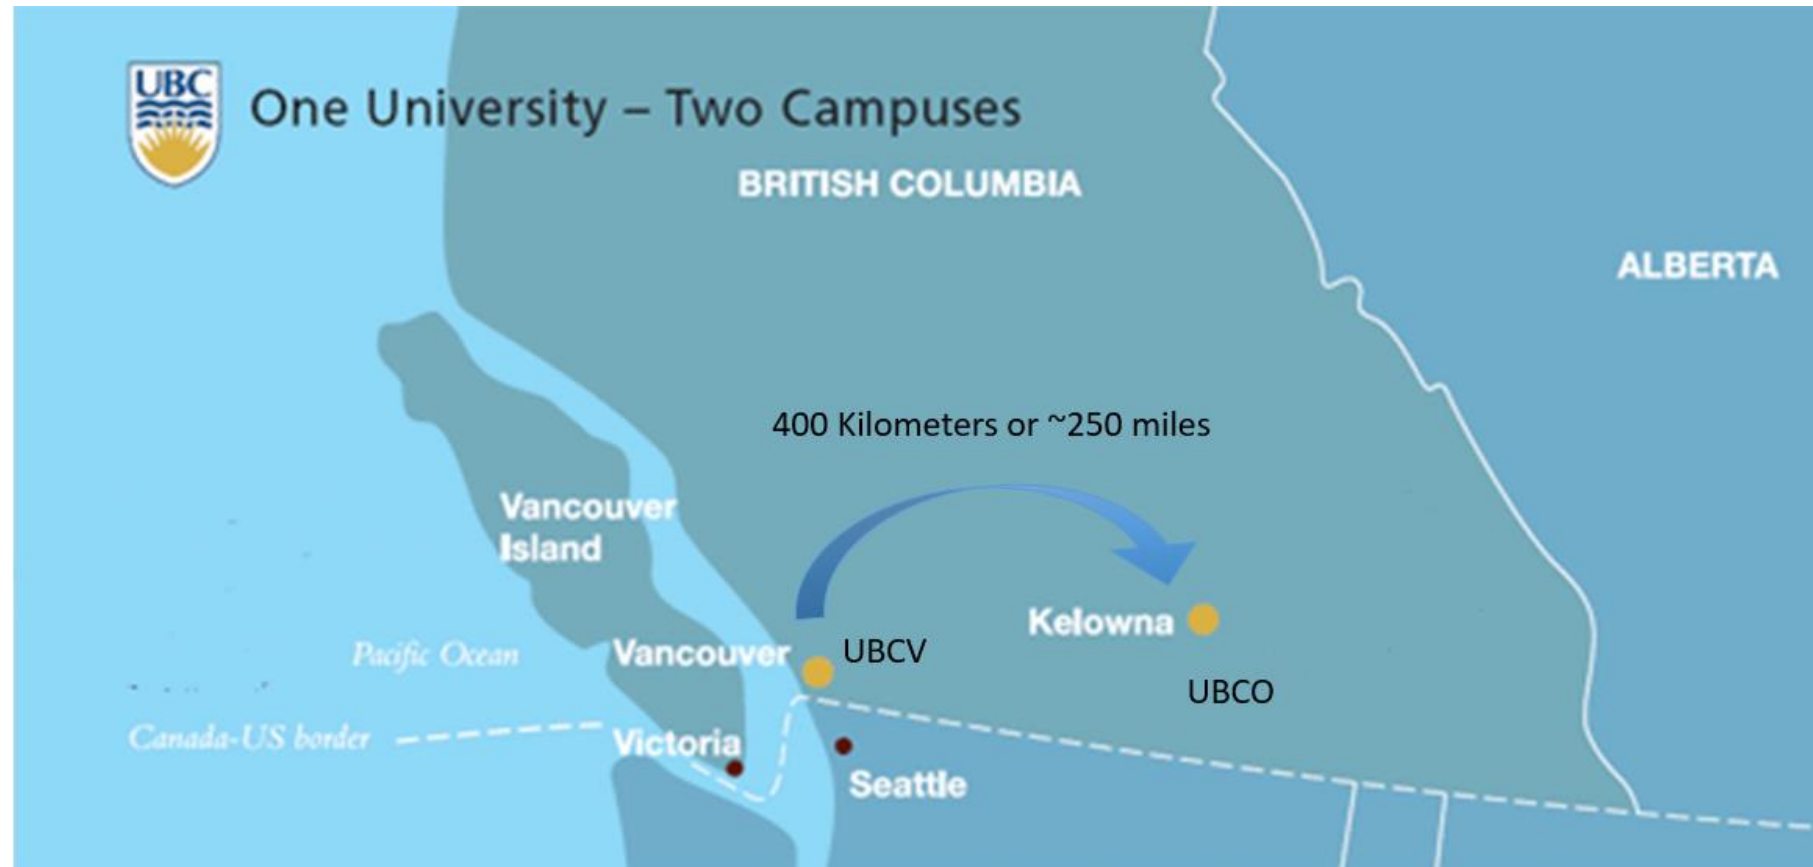 UBC
One University – Two Campuses
BRITISH COLUMBIA
ALBERTA
400 Kilometers or ~250 miles
Vancouver
Island
Kelowna
Vancouver
UBCV
Pacific Ocean
UBCO
Canada-US border
Victoria
Seattle